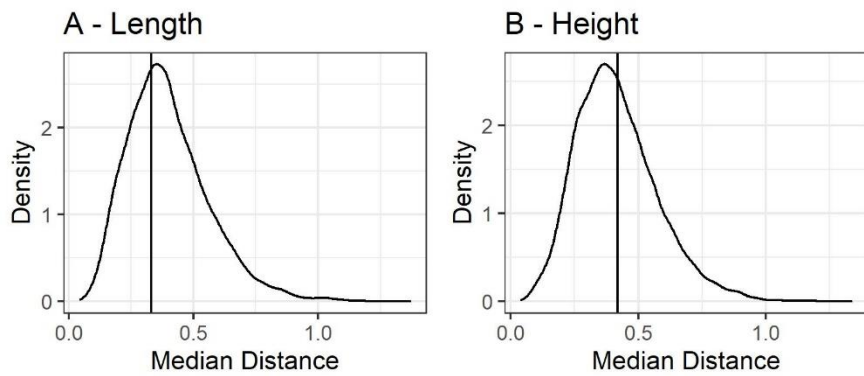 A - Length
Density
2
1
0
0.0 0.5 1.0
Median Distance
B - Height
Density
2
1
0
0.0 0.5 1.0
Median Distance